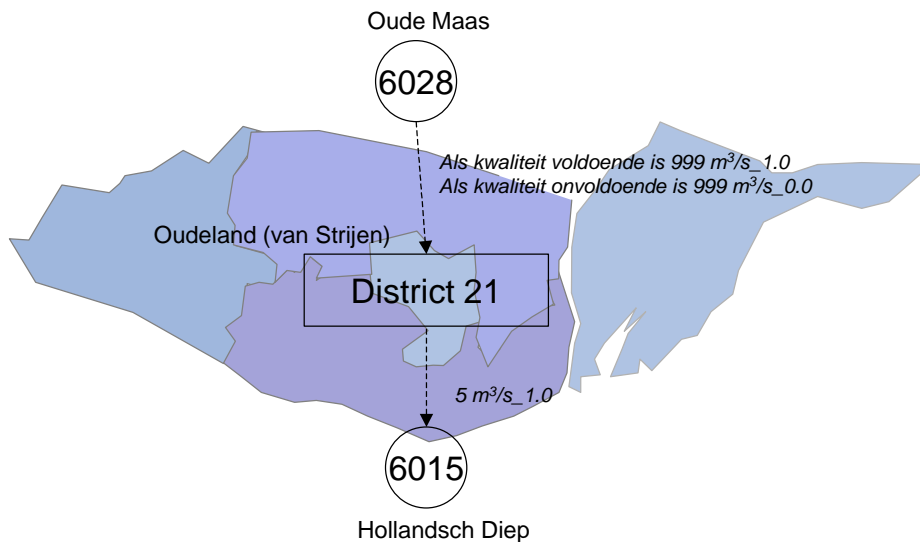 Oude Maas
6028
Als kwaliteit voldoende is 999 m³/s_1.0
Als kwaliteit onvoldoende is 999 m³/s_0.0
Oudeland (van Strijen)
District 21
5 m³/s_1.0
6015
Hollandsch Diep